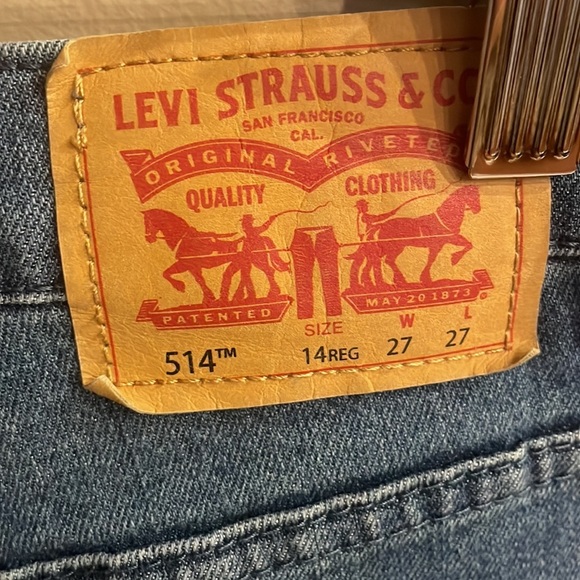 LEVI STRAUSS & CO
SAN FRANCISCO
CAL.
ORIGINAL RIVETED
QUALITY CLOTHING
PATENTED MAY 20 1873
SIZE W L
514™ 14REG 27 27